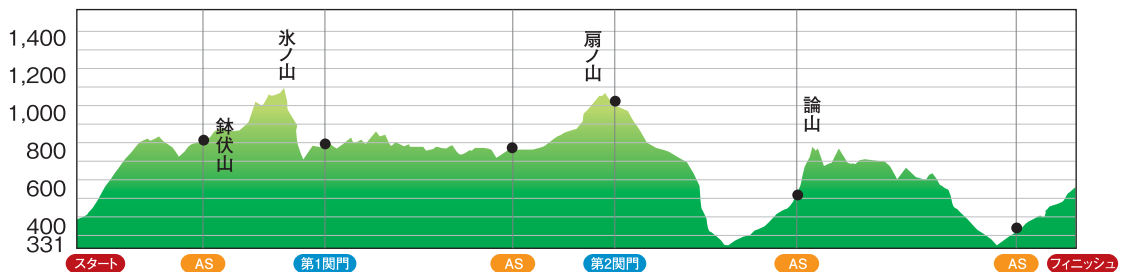 1,400
1,200
1,000
800
600
400
331
氷ノ山
鉢伏山
扇ノ山
論山
スタート
AS
第1関門
AS
第2関門
AS
AS
フィニッシュ